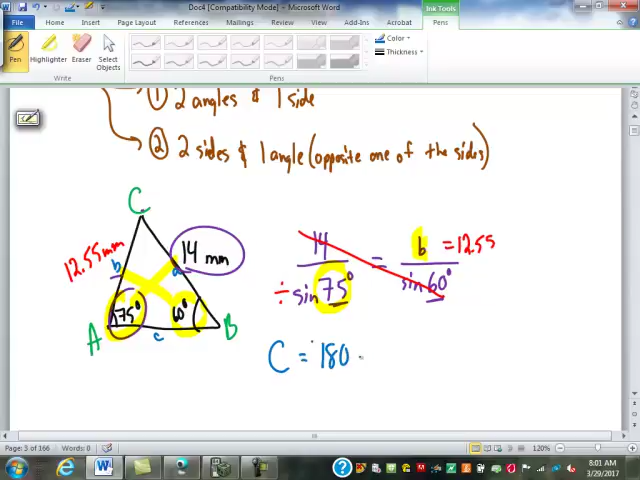 Doc4 [Compatibility Mode] - Microsoft Word
Ink Tools
File Home Insert Page Layout References Mailings Review View Add-Ins Acrobat Pens
Pen Highlighter Eraser Select Objects
Color
Thickness
Write Pens
① 2 angles & 1 side
② 2 sides & 1 angle (opposite one of the sides)
C
12.55 mm b a 14 mm
75° 60°
A c B
14 = b = 12.55
÷ sin 75° sin 60°
C = 180 -
Page: 3 of 166 Words: 0 120%
8:01 AM
3/29/2017